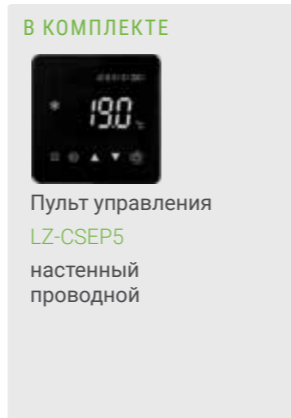 В КОМПЛЕКТЕ
19.0
°C
Пульт управления
LZ-CSEP5
настенный
проводной